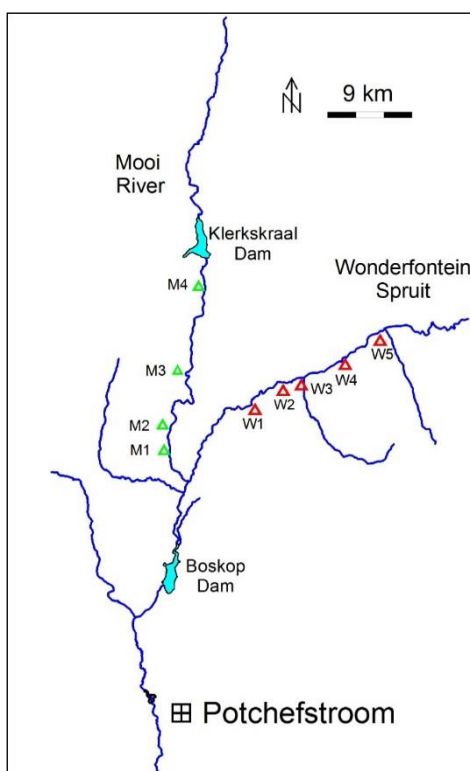 N
9 km
Mooi
River
Klerkskraal
Dam
Wonderfontein
Spruit
M4
W5
M3
W4
W3
W2
W1
M2
M1
Boskop
Dam
Potchefstroom